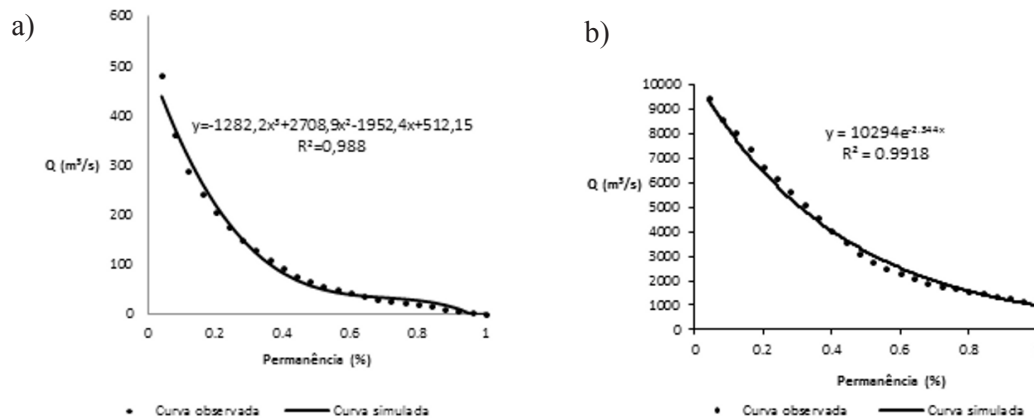 a)
600
500
400
300
200
100
0
Q (m³/s)
y=-1282,2x³+2708,9x²-1952,4x+512,15
R²=0,988
0 0.2 0.4 0.6 0.8 1
Permanência (%)
• Curva observada — Curva simulada
b)
10000
9000
8000
7000
6000
5000
4000
3000
2000
1000
0
Q (m³/s)
y = 10294e^-2.344x
R² = 0.9918
0 0.2 0.4 0.6 0.8
Permanência (%)
• Curva observada — Curva simulada